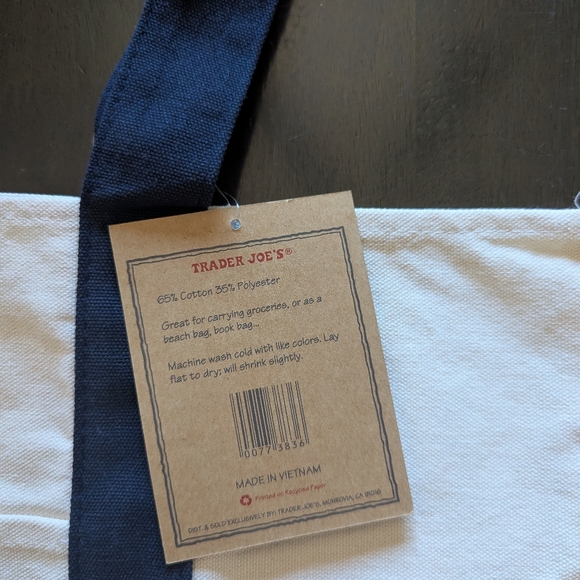 TRADER JOE'S®
65% Cotton 35% Polyester
Great for carrying groceries, or as a
beach bag, book bag...
Machine wash cold with like colors. Lay
flat to dry; will shrink slightly.
0077 3836
MADE IN VIETNAM
Printed on Recycled Paper
DIST. & SOLD EXCLUSIVELY BY: TRADER JOE'S, MONROVIA, CA 91016